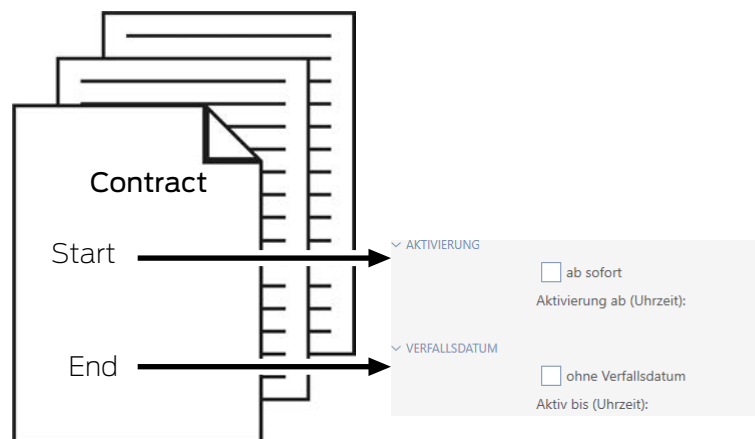 Contract
Start
AKTIVIERUNG
ab sofort
Aktivierung ab (Uhrzeit):
End
VERFALLSDATUM
ohne Verfallsdatum
Aktiv bis (Uhrzeit):